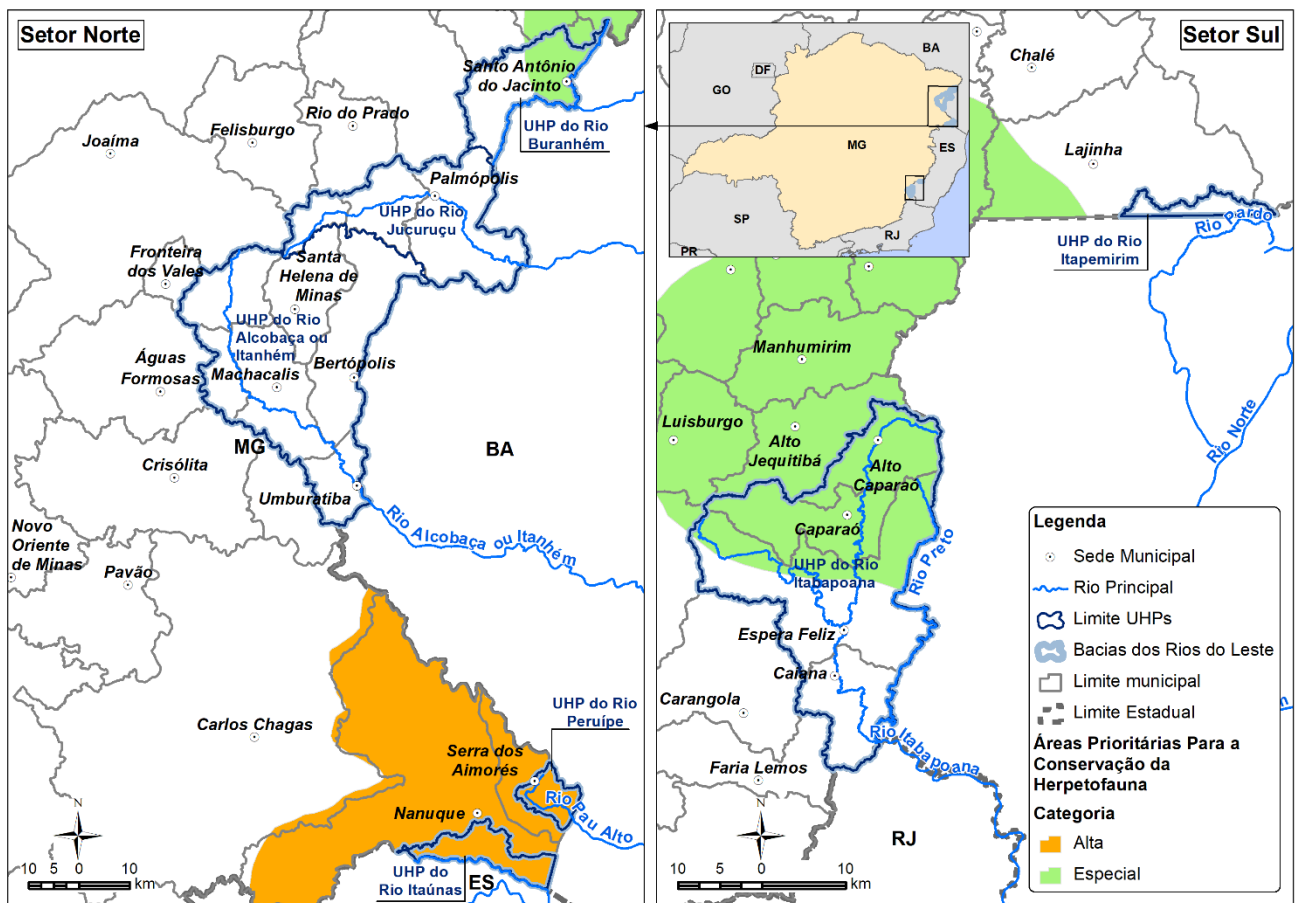 Setor Norte
Santo Antônio
do Jacinto
Rio do Prado
Felisburgo
Joaíma
UHP do Rio
Buranhém
Palmópolis
UHP do Rio
Jucuruçu
Fronteira
dos Vales
Santa
Helena de
Minas
UHP do Rio
Alcobaça ou
Itanhém
Águas
Formosas
Machacalis
Bertópolis
MG
BA
Crisólita
Umburatiba
Rio Alcobaça ou Itanhém
Novo
Oriente
de Minas
Pavão
UHP do Rio
Peruípe
Carlos Chagas
Serra dos
Aimorés
Rio Pau Alto
Nanuque
UHP do
Rio Itaúnas
ES
N
10 5 0 10
km
Setor Sul
BA
DF
GO
MG
ES
SP
RJ
PR
Chalé
Lajinha
Rio Pardo
UHP do Rio
Itapemirim
Manhumirim
Rio Norte
Luisburgo
Alto
Jequitibá
Alto
Caparaó
Caparaó
UHP do Rio
Itabapoana
Rio Preto
Espera Feliz
Caiana
Carangola
Rio Itabapoana
Faria Lemos
RJ
N
10 5 0 10
km
Legenda
Sede Municipal
Rio Principal
Limite UHPs
Bacias dos Rios do Leste
Limite municipal
Limite Estadual
Áreas Prioritárias Para a
Conservação da
Herpetofauna
Categoria
Alta
Especial